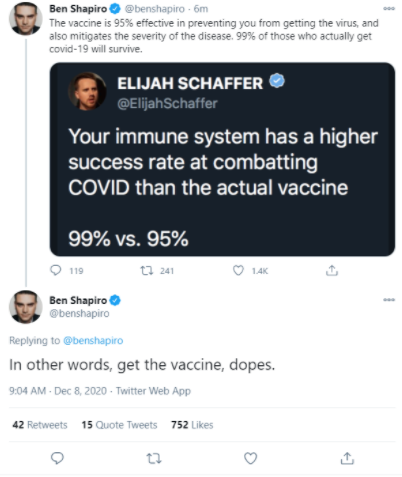 Ben Shapiro @benshapiro · 6m
The vaccine is 95% effective in preventing you from getting the virus, and
also mitigates the severity of the disease. 99% of those who actually get
covid-19 will survive.
ELIJAH SCHAFFER
@ElijahSchaffer
Your immune system has a higher
success rate at combatting
COVID than the actual vaccine
99% vs. 95%
119 241 1.4K
Ben Shapiro
@benshapiro
Replying to @benshapiro
In other words, get the vaccine, dopes.
9:04 AM · Dec 8, 2020 · Twitter Web App
42 Retweets 15 Quote Tweets 752 Likes